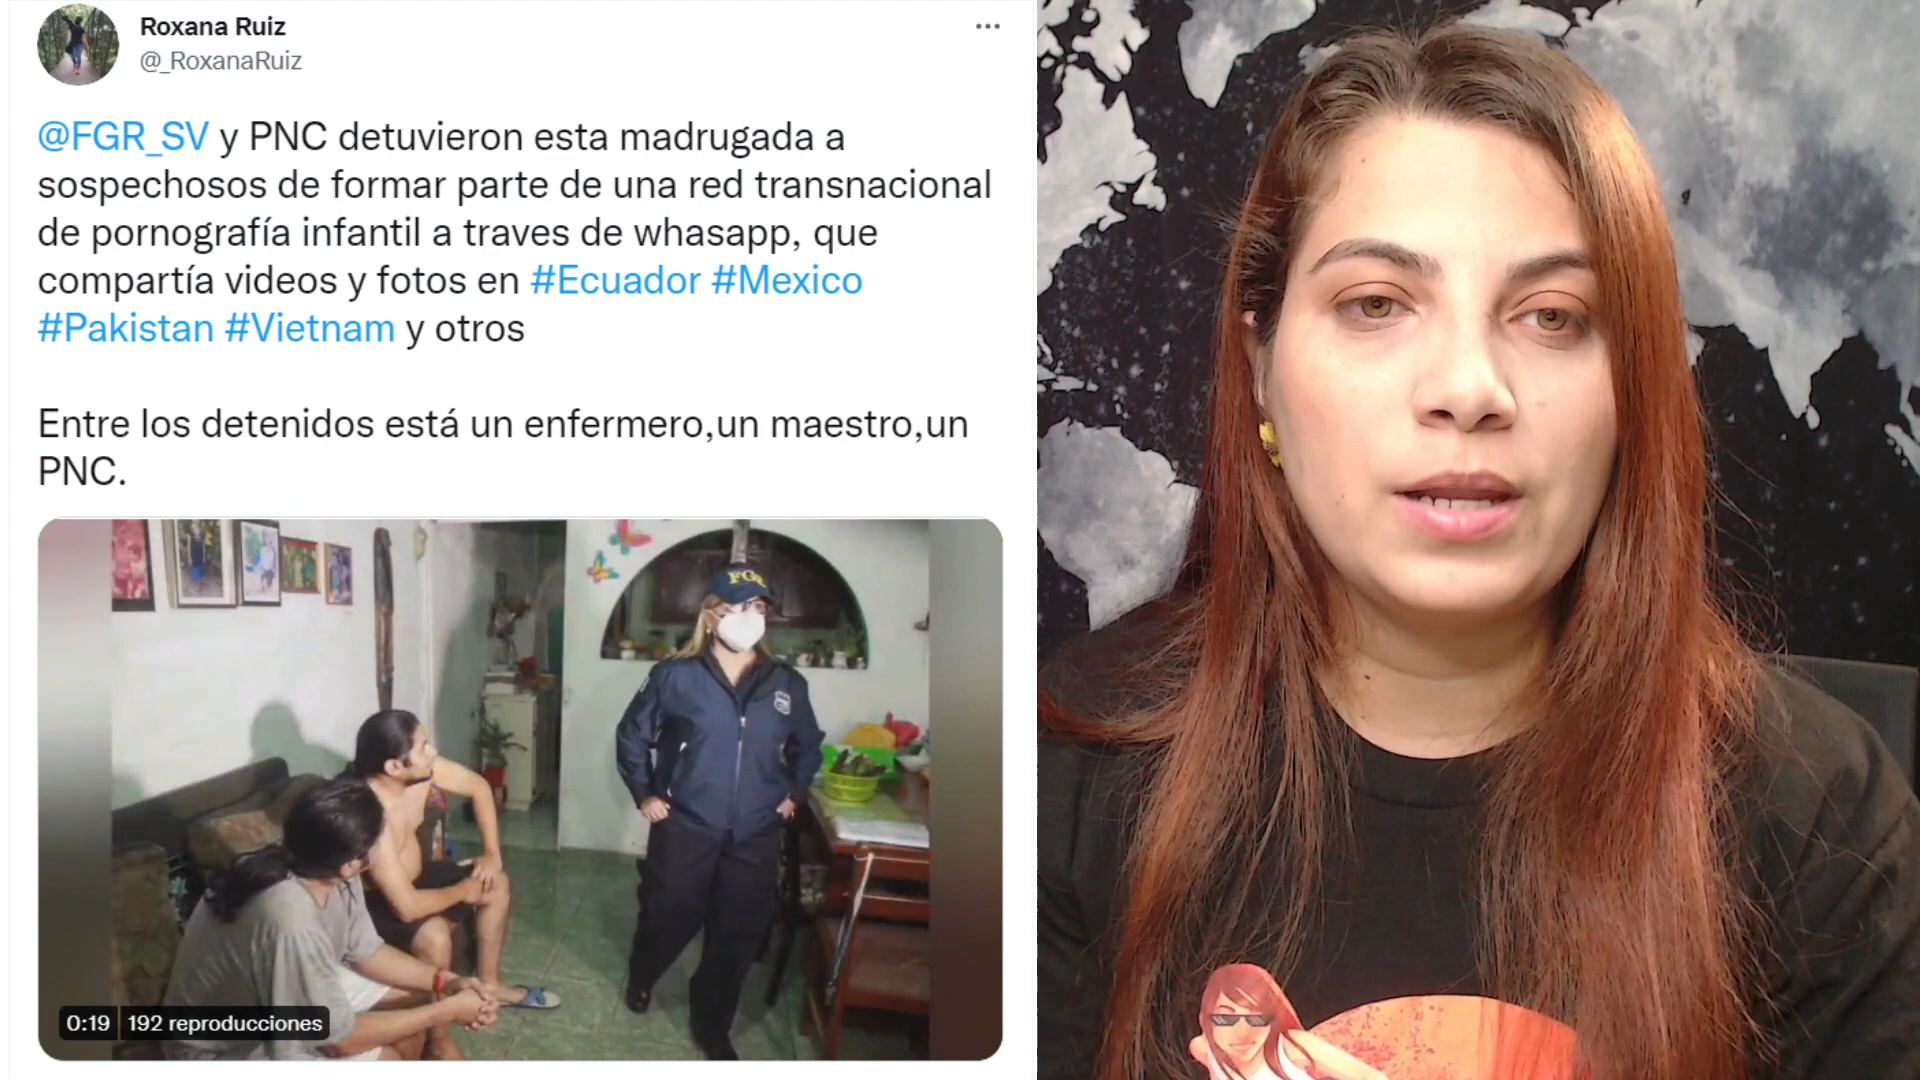 Roxana Ruiz
@_RoxanaRuiz
@FGR_SV y PNC detuvieron esta madrugada a
sospechosos de formar parte de una red transnacional
de pornografía infantil a traves de whasapp, que
compartía videos y fotos en #Ecuador #Mexico
#Pakistan #Vietnam y otros
Entre los detenidos está un enfermero,un maestro,un
PNC.
FGR
0:19 192 reproducciones